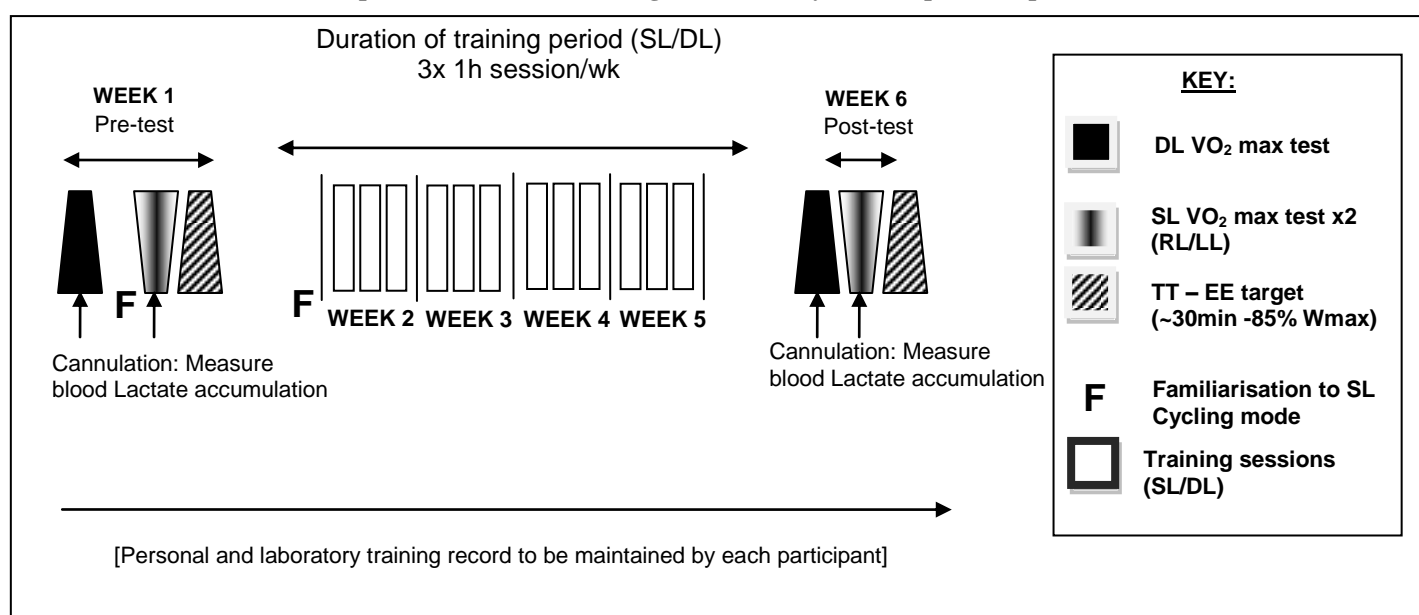 Duration of training period (SL/DL)
3x 1h session/wk
WEEK 1
Pre-test
WEEK 6
Post-test
F
F
WEEK 2
WEEK 3
WEEK 4
WEEK 5
Cannulation: Measure
blood Lactate accumulation
Cannulation: Measure
blood Lactate accumulation
[Personal and laboratory training record to be maintained by each participant]
KEY:
DL VO₂ max test
SL VO₂ max test x2
(RL/LL)
TT – EE target
(~30min -85% Wmax)
F
Familiarisation to SL
Cycling mode
Training sessions
(SL/DL)